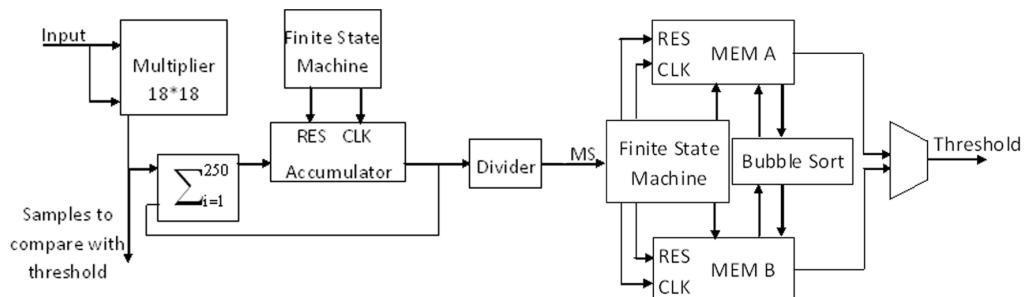 Input
Multiplier
18*18
Finite State
Machine
RES CLK
Accumulator
∑ 250 i=1
Samples to
compare with
threshold
Divider
MS
Finite State
Machine
RES
CLK
MEM A
Bubble Sort
RES
CLK
MEM B
Threshold